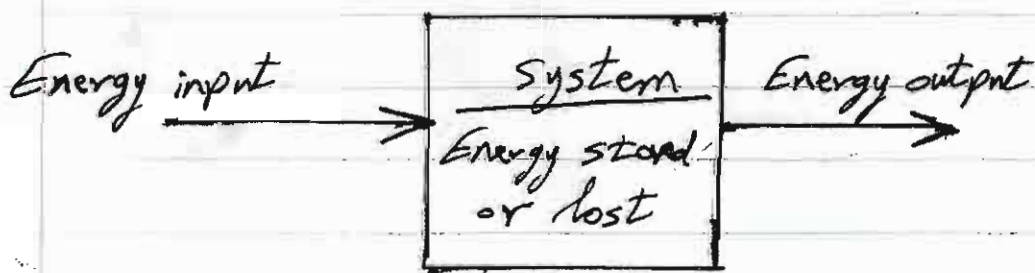 Energy input
System
Energy stored
or lost
Energy output